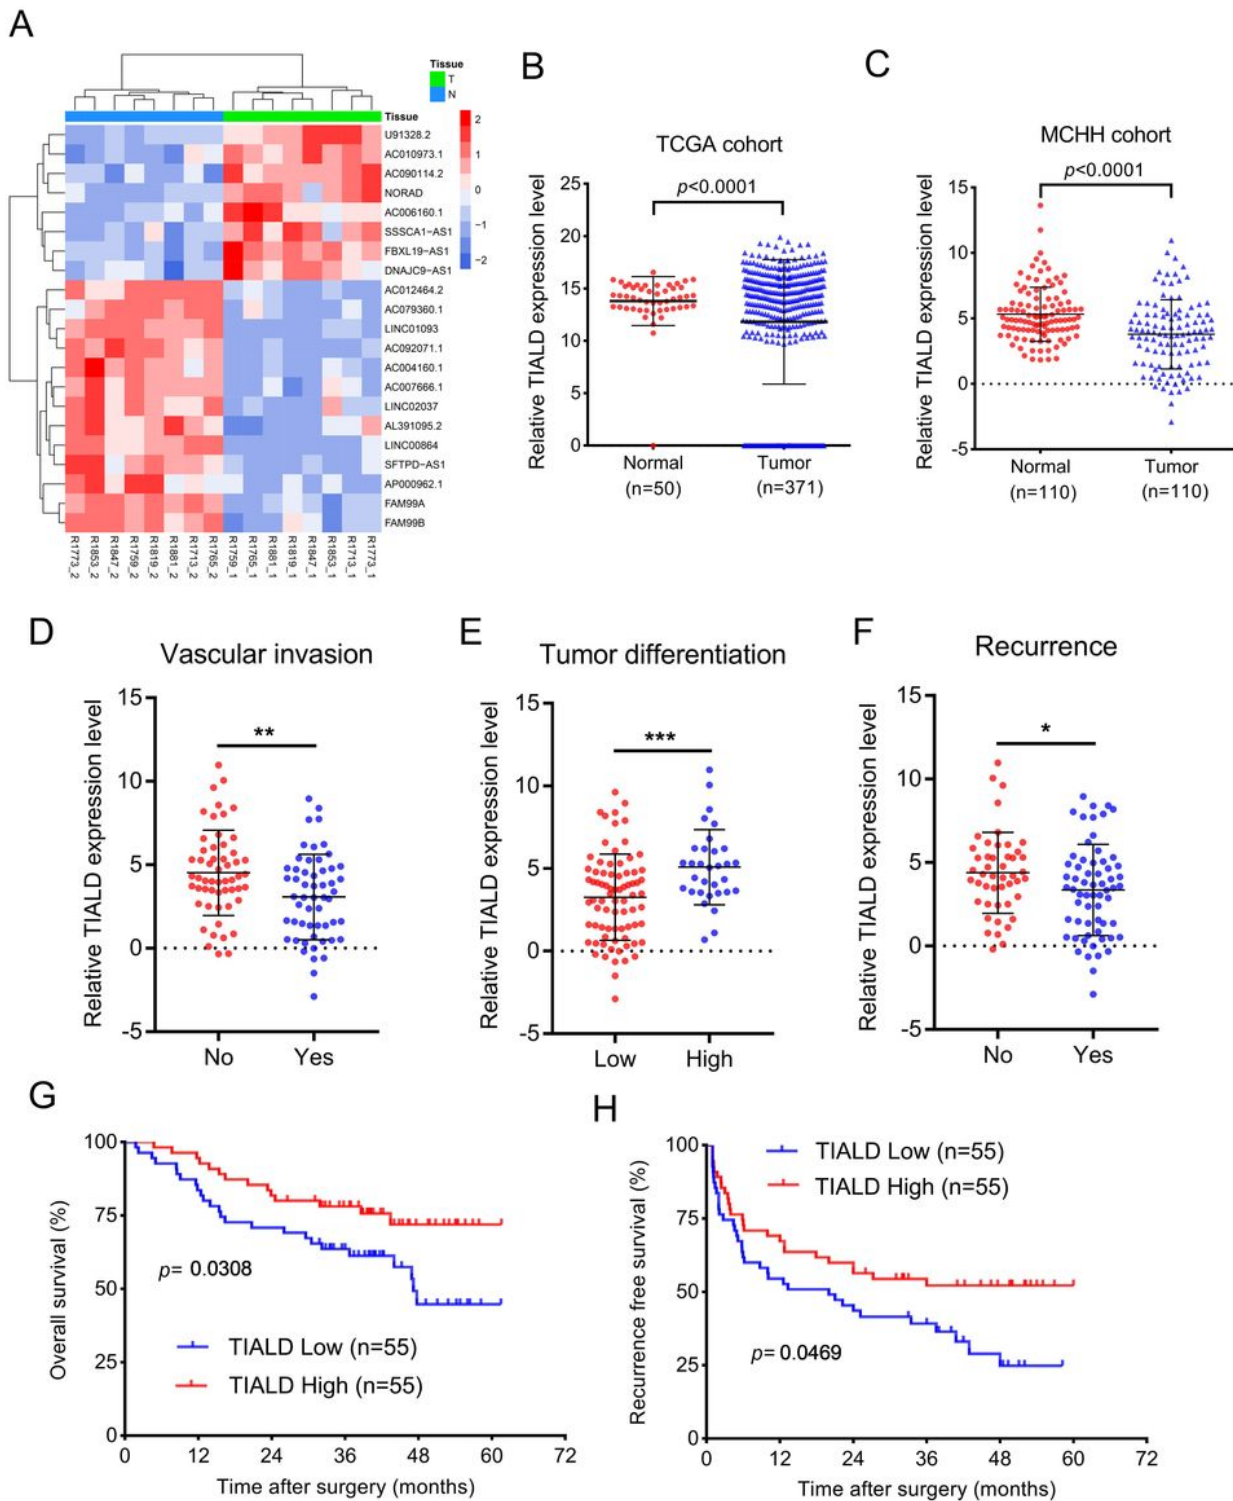 A
Tissue
T
N
Tissue
2
1
0
−1
−2
U91328.2
AC010973.1
AC090114.2
NORAD
AC006160.1
SSSCA1−AS1
FBXL19−AS1
DNAJC9−AS1
AC012464.2
AC079360.1
LINC01093
AC092071.1
AC004160.1
AC007666.1
LINC02037
AL391095.2
LINC00864
SFTPD−AS1
AP000962.1
FAM99A
FAM99B
R1773_2
R1853_2
R1847_2
R1759_2
R1819_2
R1881_2
R1713_2
R1765_2
R1759_1
R1765_1
R1881_1
R1819_1
R1847_1
R1853_1
R1713_1
R1773_1
B
TCGA cohort
p<0.0001
Relative TIALD expression level
25
20
15
10
5
0
Normal
(n=50)
Tumor
(n=371)
C
MCHH cohort
p<0.0001
Relative TIALD expression level
15
10
5
0
-5
Normal
(n=110)
Tumor
(n=110)
D
Vascular invasion
**
Relative TIALD expression level
15
10
5
0
-5
No
Yes
E
Tumor differentiation
***
Relative TIALD expression level
15
10
5
0
-5
Low
High
F
Recurrence
*
Relative TIALD expression level
15
10
5
0
-5
No
Yes
G
Overall survival (%)
100
75
50
25
0
p= 0.0308
TIALD Low (n=55)
TIALD High (n=55)
0 12 24 36 48 60 72
Time after surgery (months)
H
Recurrence free survival (%)
100
75
50
25
0
TIALD Low (n=55)
TIALD High (n=55)
p= 0.0469
0 12 24 36 48 60 72
Time after surgery (months)